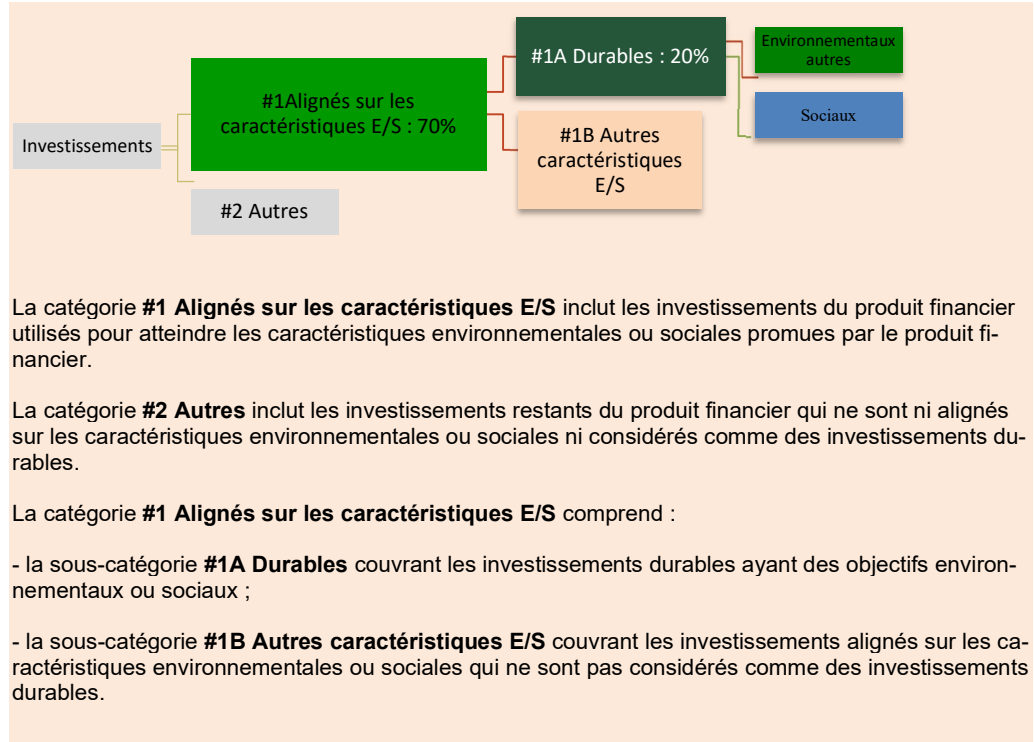 Investissements
#1Alignés sur les
caractéristiques E/S : 70%
#2 Autres
#1A Durables : 20%
#1B Autres
caractéristiques
E/S
Environnementaux
autres
Sociaux
La catégorie #1 Alignés sur les caractéristiques E/S inclut les investissements du produit financier
utilisés pour atteindre les caractéristiques environnementales ou sociales promues par le produit fi-
nancier.
La catégorie #2 Autres inclut les investissements restants du produit financier qui ne sont ni alignés
sur les caractéristiques environnementales ou sociales ni considérés comme des investissements du-
rables.
La catégorie #1 Alignés sur les caractéristiques E/S comprend :
- la sous-catégorie #1A Durables couvrant les investissements durables ayant des objectifs environ-
nementaux ou sociaux ;
- la sous-catégorie #1B Autres caractéristiques E/S couvrant les investissements alignés sur les ca-
ractéristiques environnementales ou sociales qui ne sont pas considérés comme des investissements
durables.